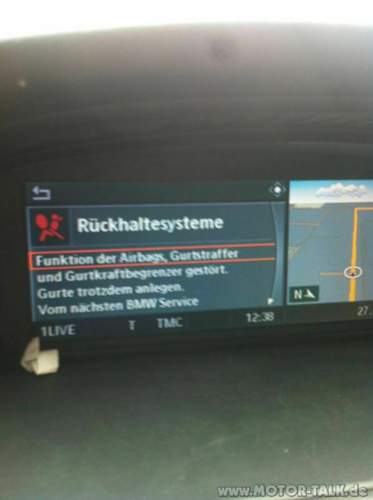 Rückhaltesysteme
Funktion der Airbags, Gurtstraffer
und Gurtkraftbegrenzer gestört.
Gurte trotzdem anlegen.
Vom nächsten BMW Service
N
1LIVE T TMC 12:38 27.
www.MOTOR-TALK.de